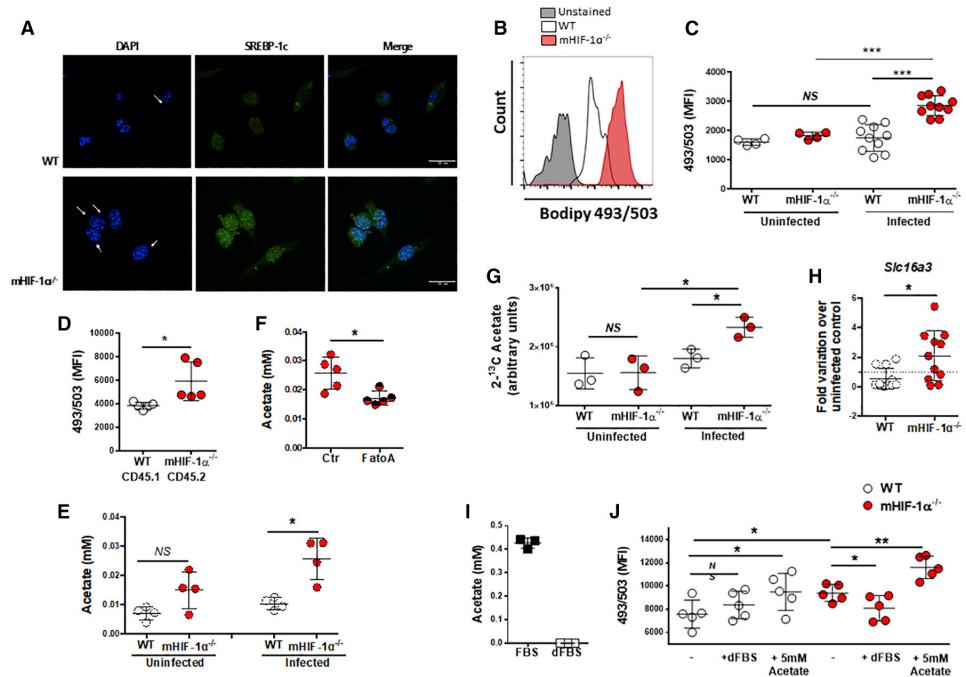 A
DAPI
SREBP-1c
Merge
WT
mHIF-1α⁻/⁻
B
Unstained
WT
mHIF-1α⁻/⁻
Count
Bodipy 493/503
C
***
***
NS
493/503 (MFI)
4000
3000
2000
1000
0
WT
mHIF-1α⁻/⁻
WT
mHIF-1α⁻/⁻
Uninfected
Infected
D
*
493/503 (MFI)
10000
8000
6000
4000
2000
0
WT
mHIF-1α⁻/⁻
CD45.1
CD45.2
F
*
Acetate (mM)
0.04
0.03
0.02
0.01
0.00
Ctr
FatoA
G
*
*
NS
2-¹³C Acetate
(arbitrary units)
3×10⁶
2×10⁶
1×10⁶
WT
mHIF-1α⁻/⁻
WT
mHIF-1α⁻/⁻
Uninfected
Infected
H
Slc16a3
*
Fold variation over
uninfected control
6
4
2
0
WT
mHIF-1α⁻/⁻
E
NS
*
Acetate (mM)
0.04
0.03
0.02
0.01
0.00
WT
mHIF-1α⁻/⁻
WT
mHIF-1α⁻/⁻
Uninfected
Infected
I
Acetate (mM)
0.5
0.4
0.3
0.2
0.1
0.0
FBS
dFBS
J
WT
mHIF-1α⁻/⁻
*
*
**
*
N
S
493/503 (MFI)
12000
10000
8000
6000
-
+dFBS
+ 5mM
Acetate
-
+ dFBS
+ 5mM
Acetate